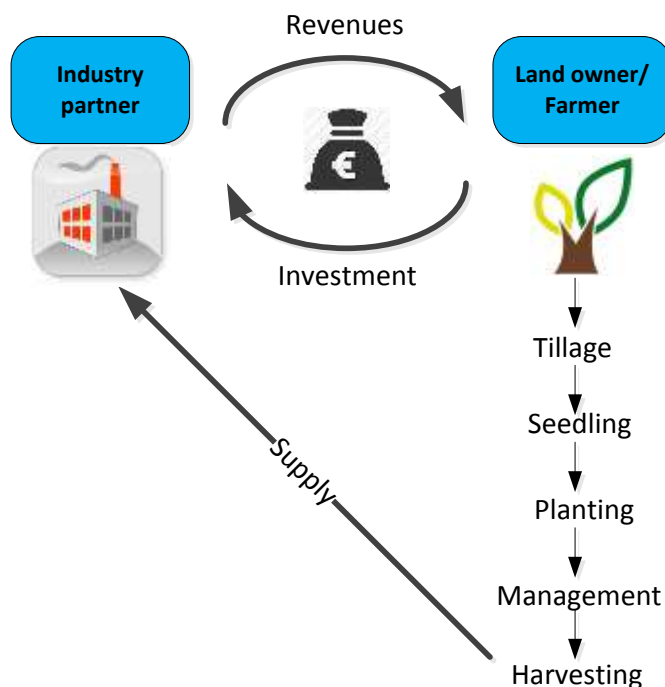 Revenues
Industry
partner
Land owner/
Farmer
€
Investment
Tillage
Seedling
Supply
Planting
Management
Harvesting